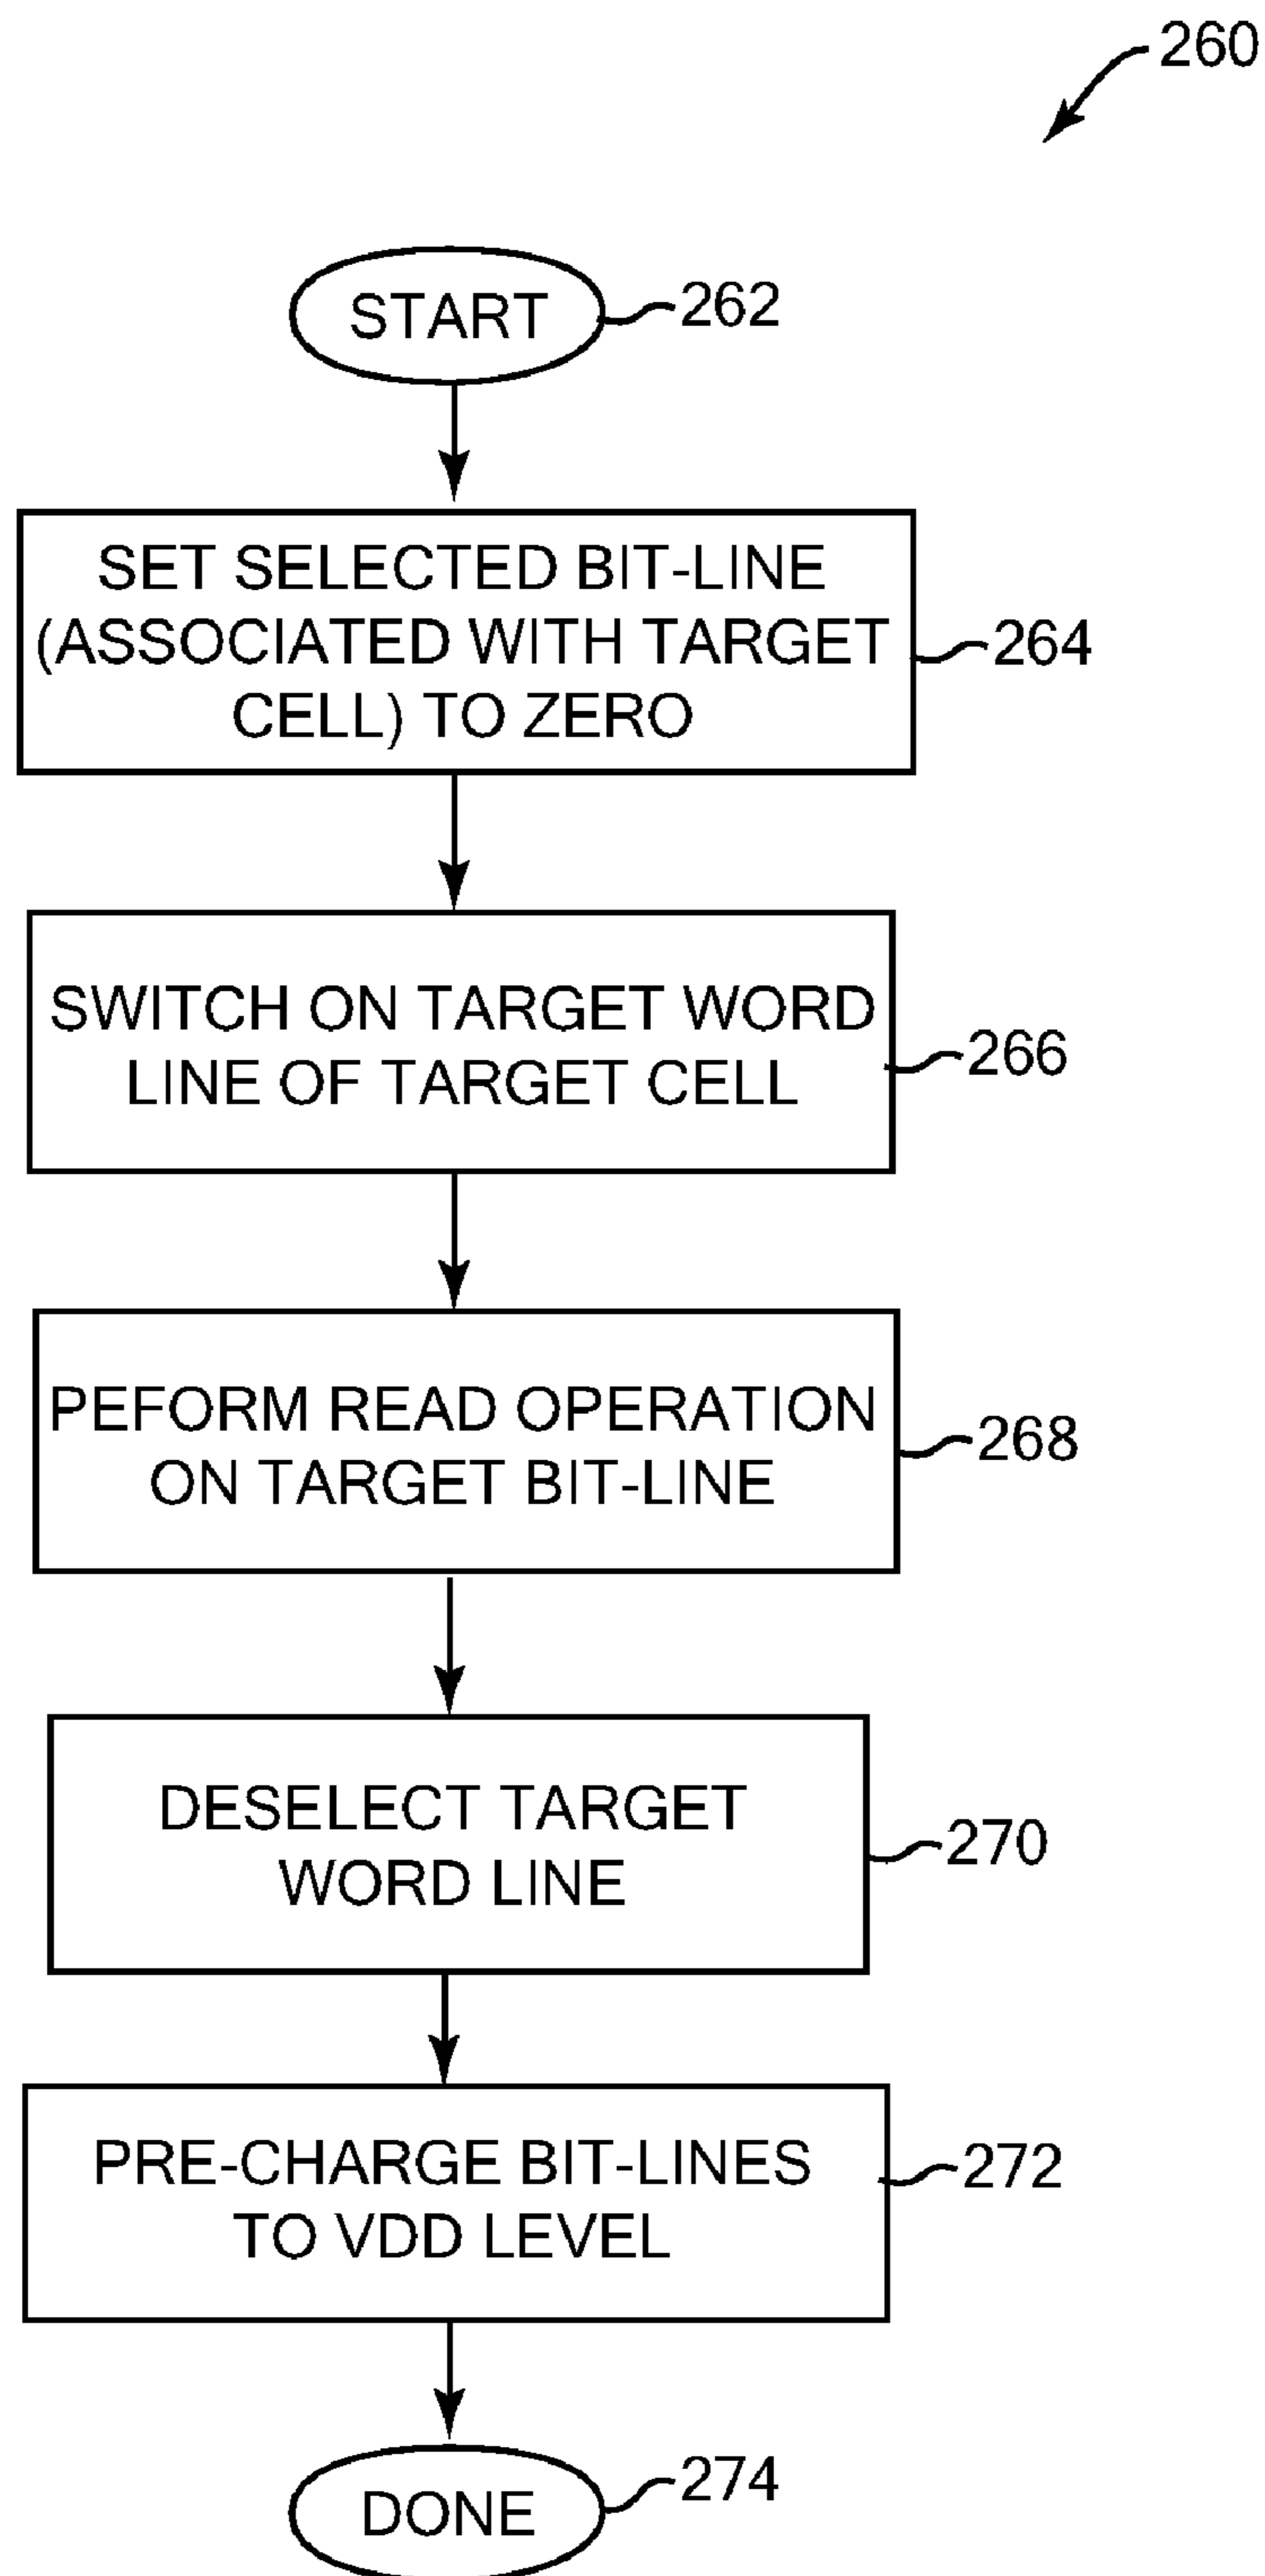 260
START
262
SET SELECTED BIT-LINE
(ASSOCIATED WITH TARGET
CELL) TO ZERO
264
SWITCH ON TARGET WORD
LINE OF TARGET CELL
266
PEFORM READ OPERATION
ON TARGET BIT-LINE
268
DESELECT TARGET
WORD LINE
270
PRE-CHARGE BIT-LINES
TO VDD LEVEL
272
DONE
274